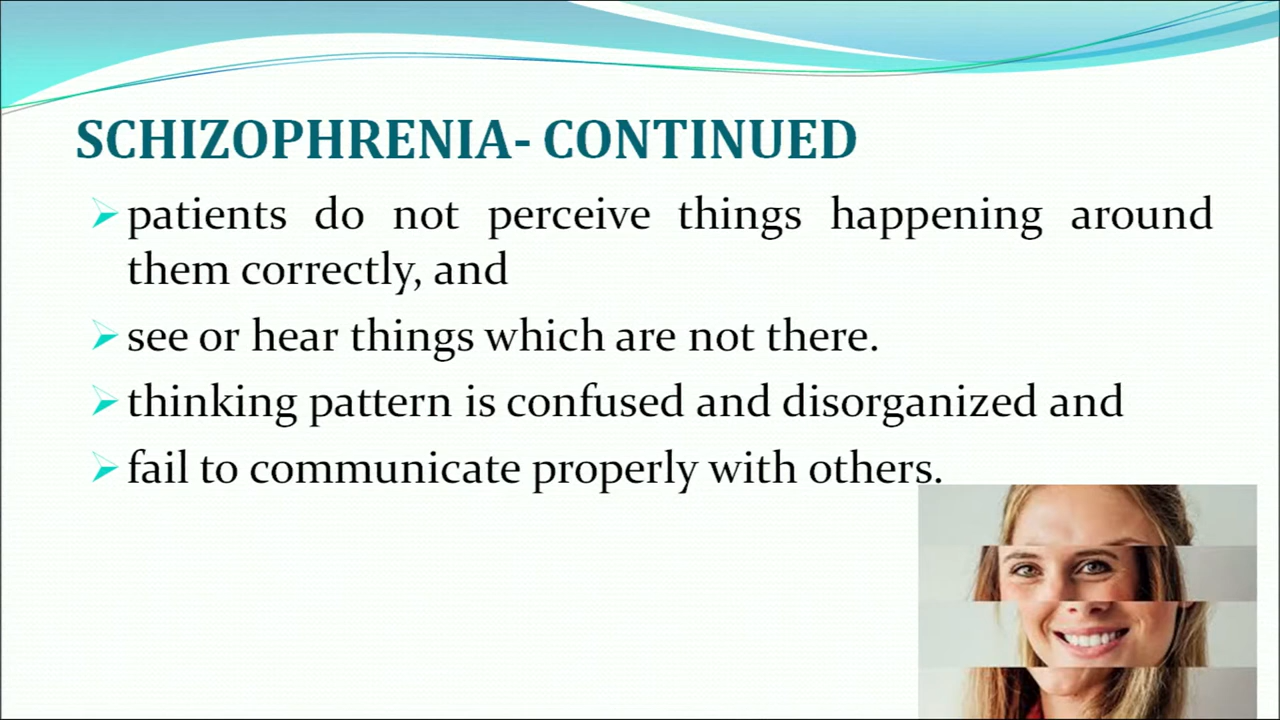 SCHIZOPHRENIA- CONTINUED
patients do not perceive things happening around
them correctly, and
see or hear things which are not there.
thinking pattern is confused and disorganized and
fail to communicate properly with others.